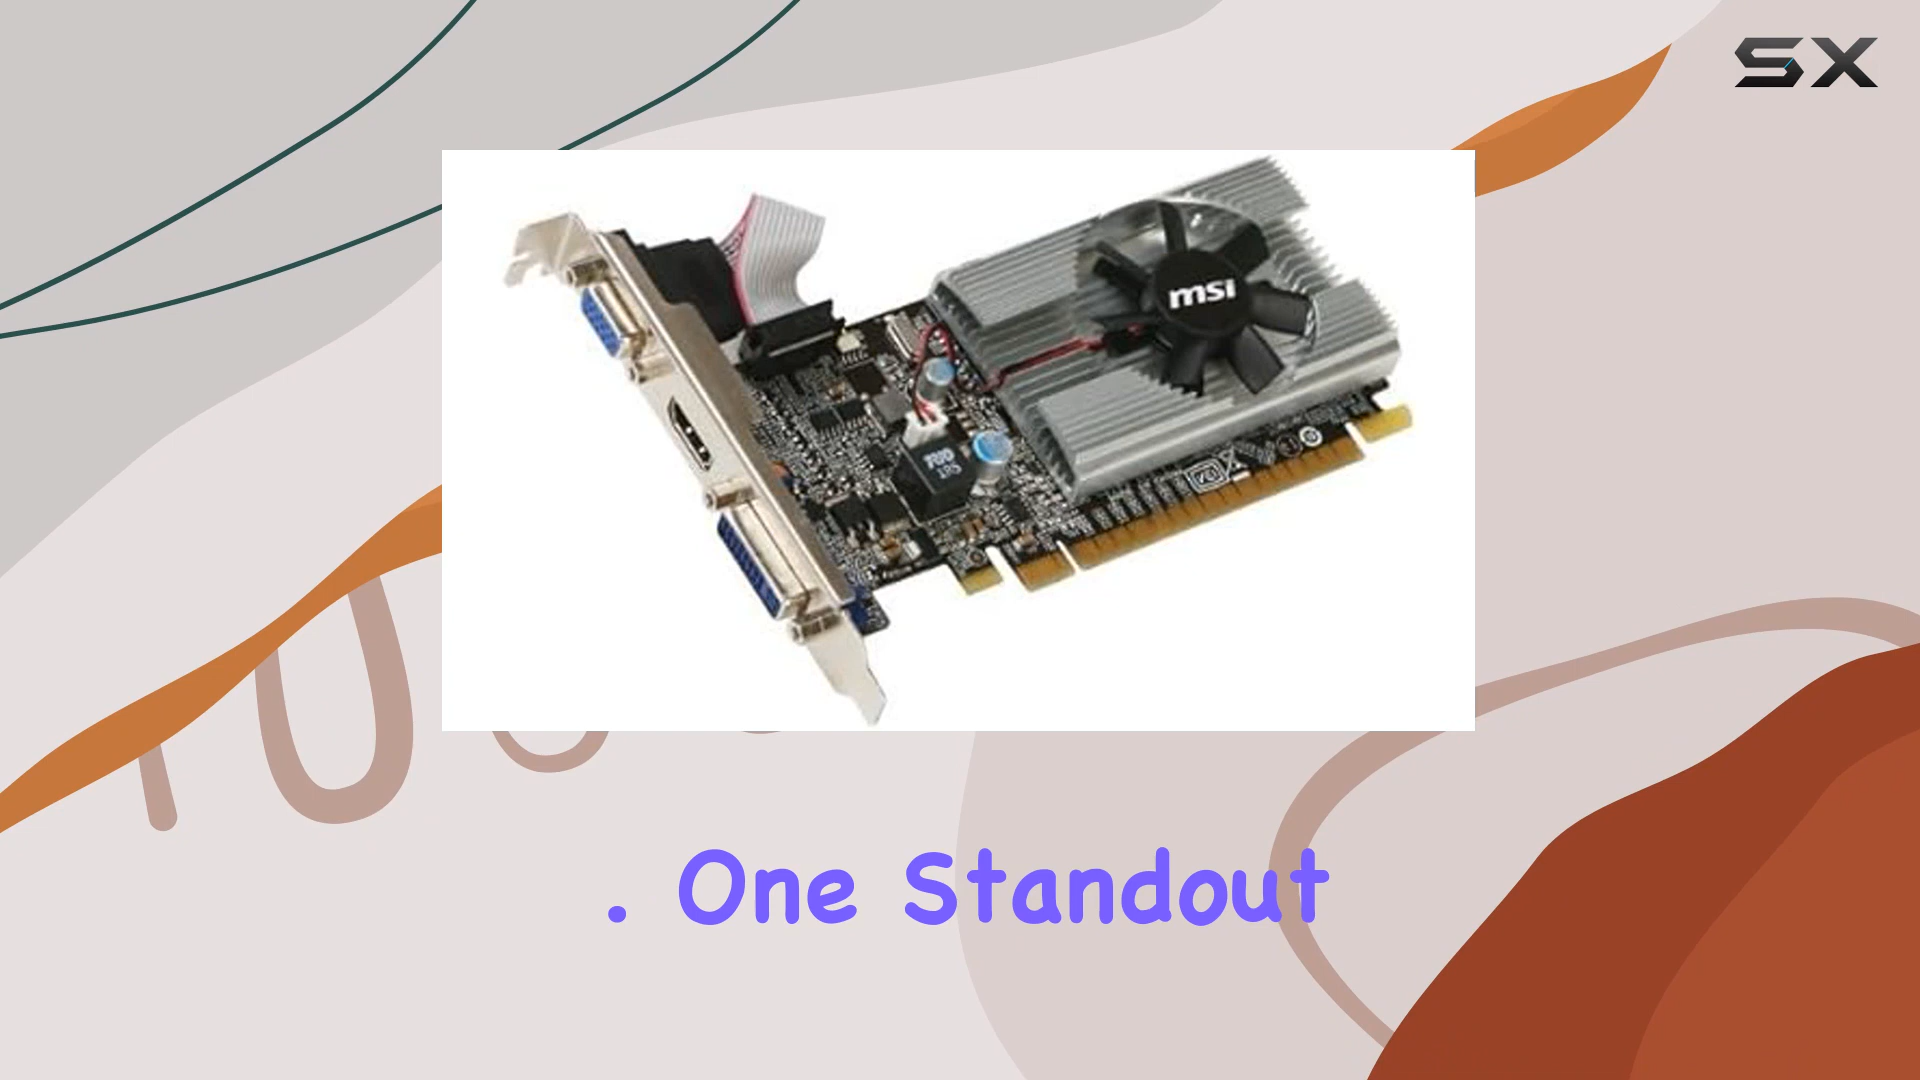 SX
msi
. One Standout